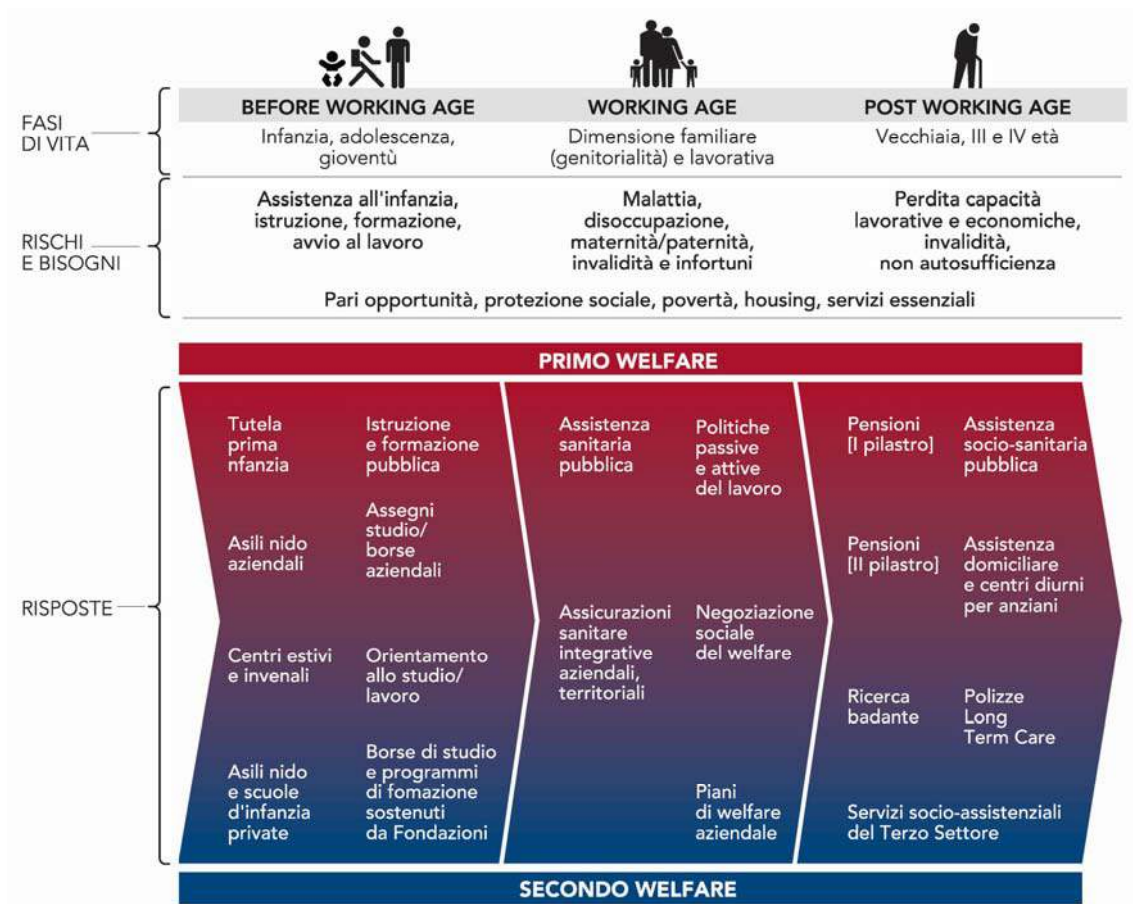 BEFORE WORKING AGE
WORKING AGE
POST WORKING AGE
FASI
DI VITA
Infanzia, adolescenza,
gioventù
Dimensione familiare
(genitorialità) e lavorativa
Vecchiaia, III e IV età
RISCHI
E BISOGNI
Assistenza all'infanzia,
istruzione, formazione,
avvio al lavoro
Malattia,
disoccupazione,
maternità/paternità,
invalidità e infortuni
Perdita capacità
lavorative e economiche,
invalidità,
non autosufficienza
Pari opportunità, protezione sociale, povertà, housing, servizi essenziali
PRIMO WELFARE
RISPOSTE
Tutela
prima
nfanzia
Istruzione
e formazione
pubblica
Asili nido
aziendali
Assegni
studio/
borse
aziendali
Centri estivi
e invenali
Orientamento
allo studio/
lavoro
Asili nido
e scuole
d'infanzia
private
Borse di studio
e programmi
di fomazione
sostenuti
da Fondazioni
Assistenza
sanitaria
pubblica
Politiche
passive
e attive
del lavoro
Assicurazioni
sanitare
integrative
aziendali,
territoriali
Negoziazione
sociale
del welfare
Piani
di welfare
aziendale
Pensioni
[I pilastro]
Assistenza
socio-sanitaria
pubblica
Pensioni
[II pilastro]
Assistenza
domiciliare
e centri diurni
per anziani
Ricerca
badante
Polizze
Long
Term Care
Servizi socio-assistenziali
del Terzo Settore
SECONDO WELFARE